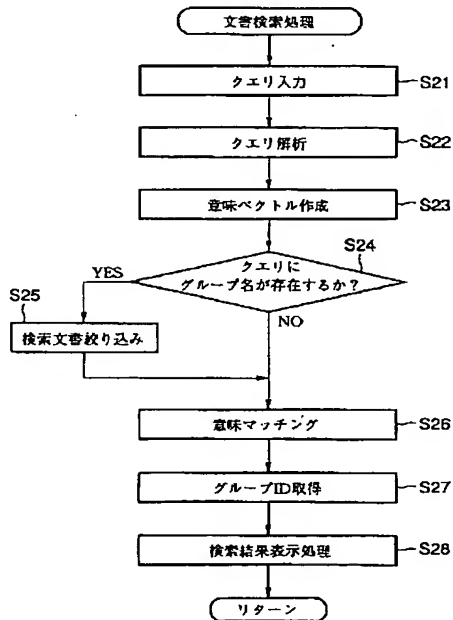 文書検索処理
クエリ入力
S21
クエリ解析
S22
意味ベクトル作成
S23
S24
クエリに
グループ名が存在するか？
YES
NO
S25
検索文書絞り込み
意味マッチング
S26
グループID取得
S27
検索結果表示処理
S28
リターン